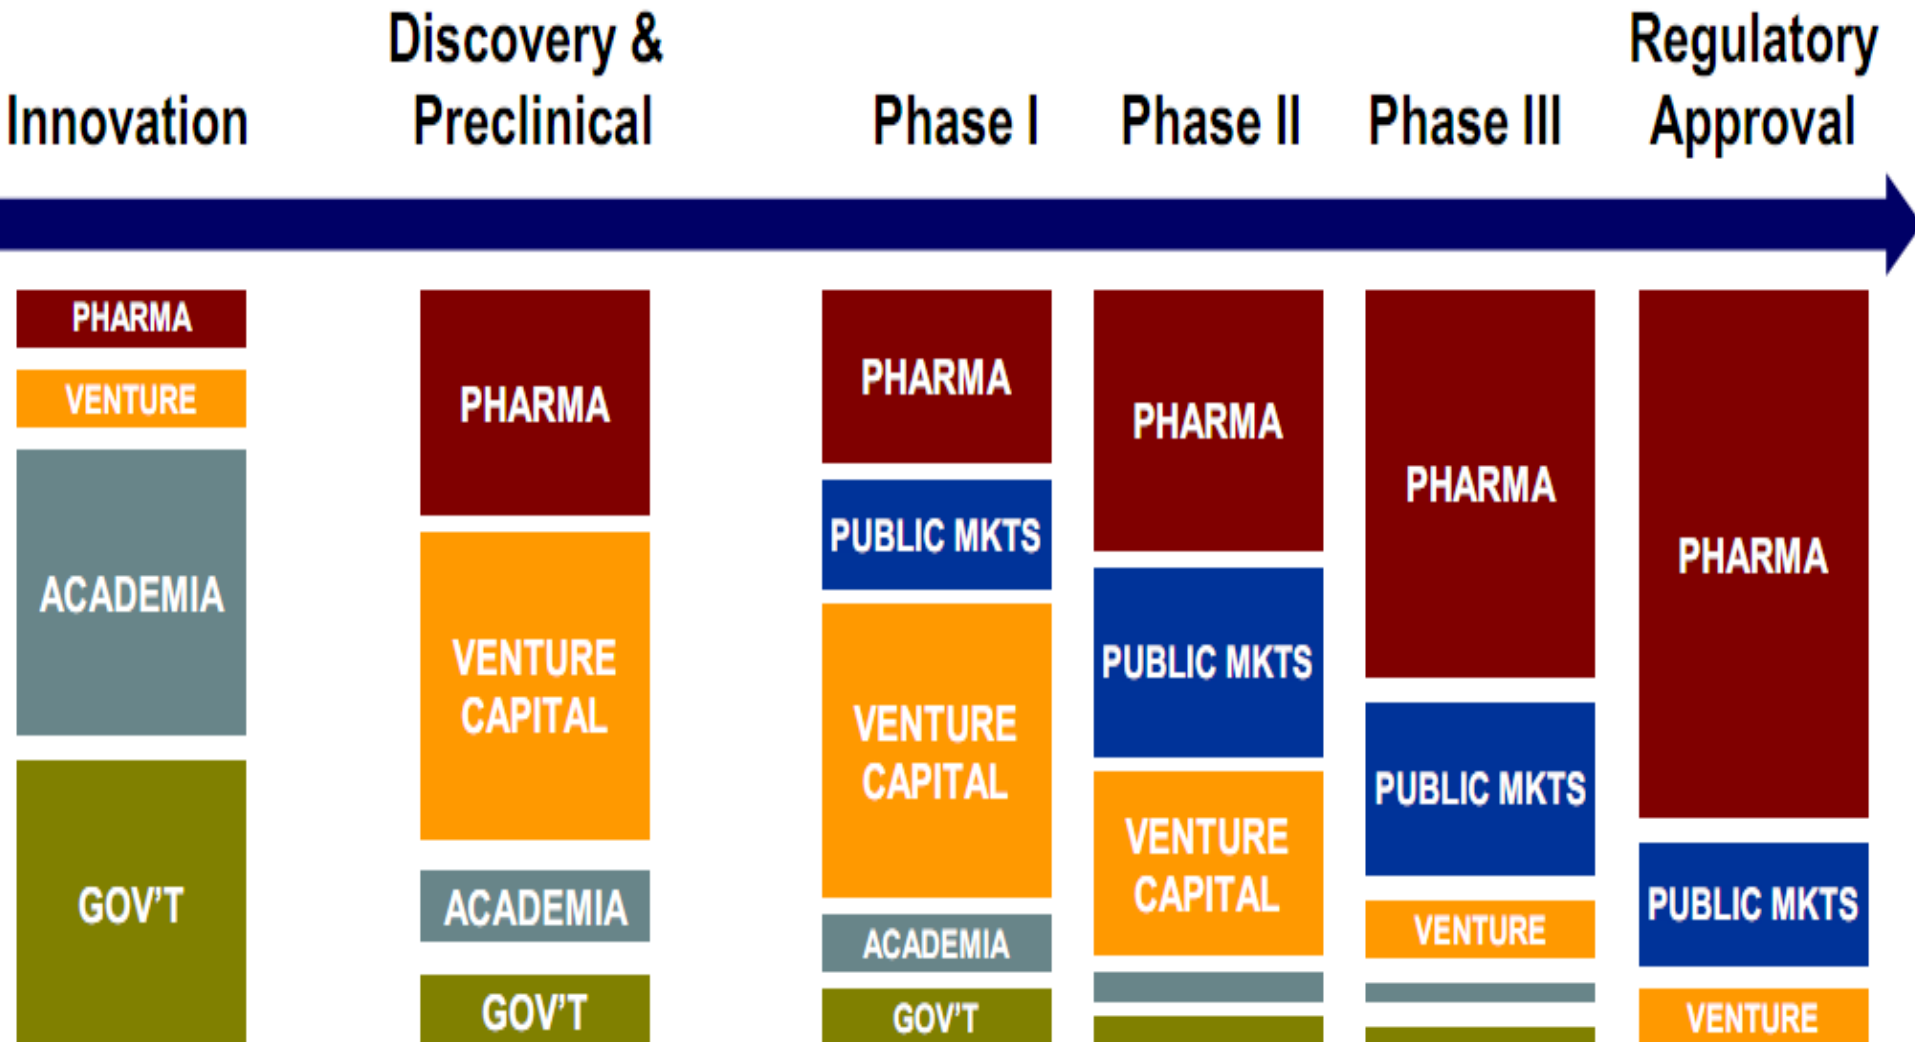 Innovation
Discovery &
Preclinical
Phase I
Phase II
Phase III
Regulatory
Approval
PHARMA
VENTURE
ACADEMIA
GOV'T
PHARMA
VENTURE
CAPITAL
ACADEMIA
GOV'T
PHARMA
PUBLIC MKTS
VENTURE
CAPITAL
ACADEMIA
GOV'T
PHARMA
PUBLIC MKTS
VENTURE
CAPITAL
PHARMA
PUBLIC MKTS
VENTURE
PHARMA
PUBLIC MKTS
VENTURE